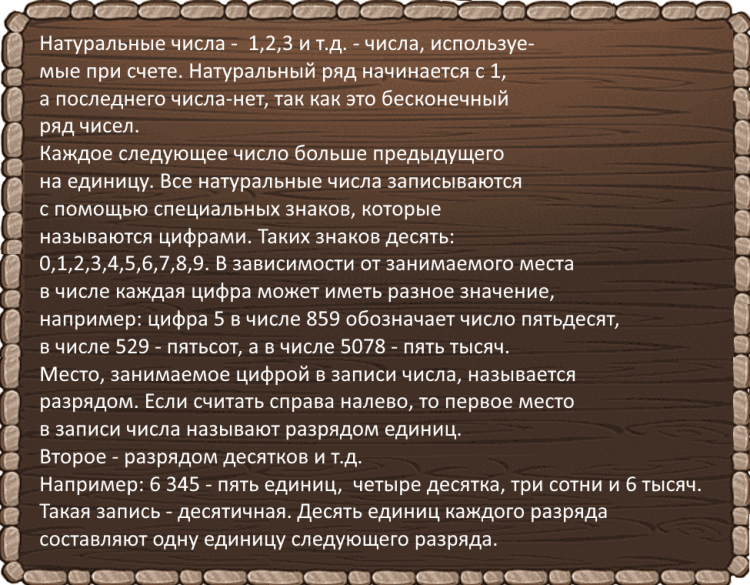 Натуральные числа - 1,2,3 и т.д. - числа, используе-
мые при счете. Натуральный ряд начинается с 1,
а последнего числа-нет, так как это бесконечный
ряд чисел.
Каждое следующее число больше предыдущего
на единицу. Все натуральные числа записываются
с помощью специальных знаков, которые
называются цифрами. Таких знаков десять:
0,1,2,3,4,5,6,7,8,9. В зависимости от занимаемого места
в числе каждая цифра может иметь разное значение,
например: цифра 5 в числе 859 обозначает число пятьдесят,
в числе 529 - пятьсот, а в числе 5078 - пять тысяч.
Место, занимаемое цифрой в записи числа, называется
разрядом. Если считать справа налево, то первое место
в записи числа называют разрядом единиц.
Второе - разрядом десятков и т.д.
Например: 6 345 - пять единиц, четыре десятка, три сотни и 6 тысяч.
Такая запись - десятичная. Десять единиц каждого разряда
составляют одну единицу следующего разряда.